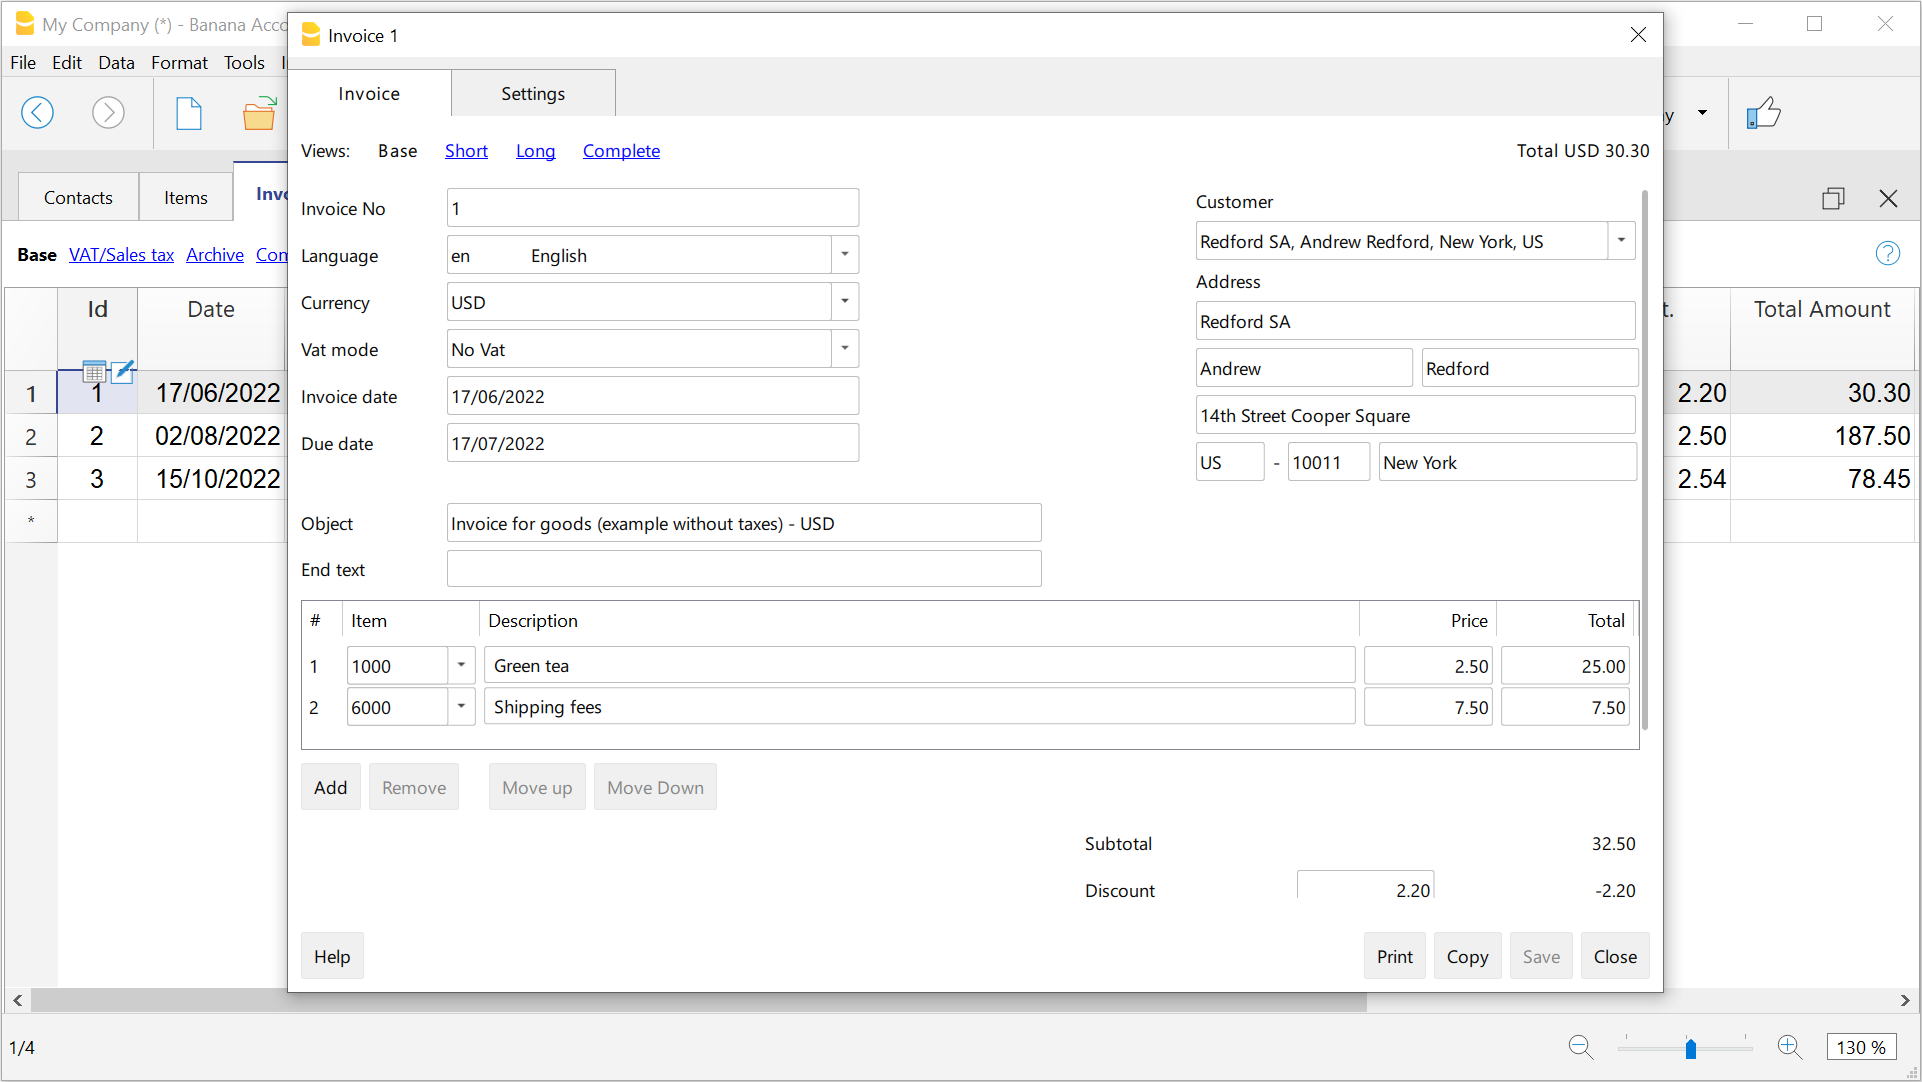 My Company (*) - Banana Acco
File Edit Data Format Tools
Contacts Items Invo
Base VAT/Sales tax Archive Con
Id Date t. Total Amount
1 1 17/06/2022 2.20 30.30
2 2 02/08/2022 2.50 187.50
3 3 15/10/2022 2.54 78.45
*
Invoice 1
Invoice Settings
Views: Base Short Long Complete Total USD 30.30
Invoice No 1
Language en English
Currency USD
Vat mode No Vat
Invoice date 17/06/2022
Due date 17/07/2022
Customer
Redford SA, Andrew Redford, New York, US
Address
Redford SA
Andrew Redford
14th Street Cooper Square
US - 10011 New York
Object Invoice for goods (example without taxes) - USD
End text
# Item Description Price Total
1 1000 Green tea 2.50 25.00
2 6000 Shipping fees 7.50 7.50
Add Remove Move up Move Down
Subtotal 32.50
Discount 2.20 -2.20
Help Print Copy Save Close
1/4 130 %